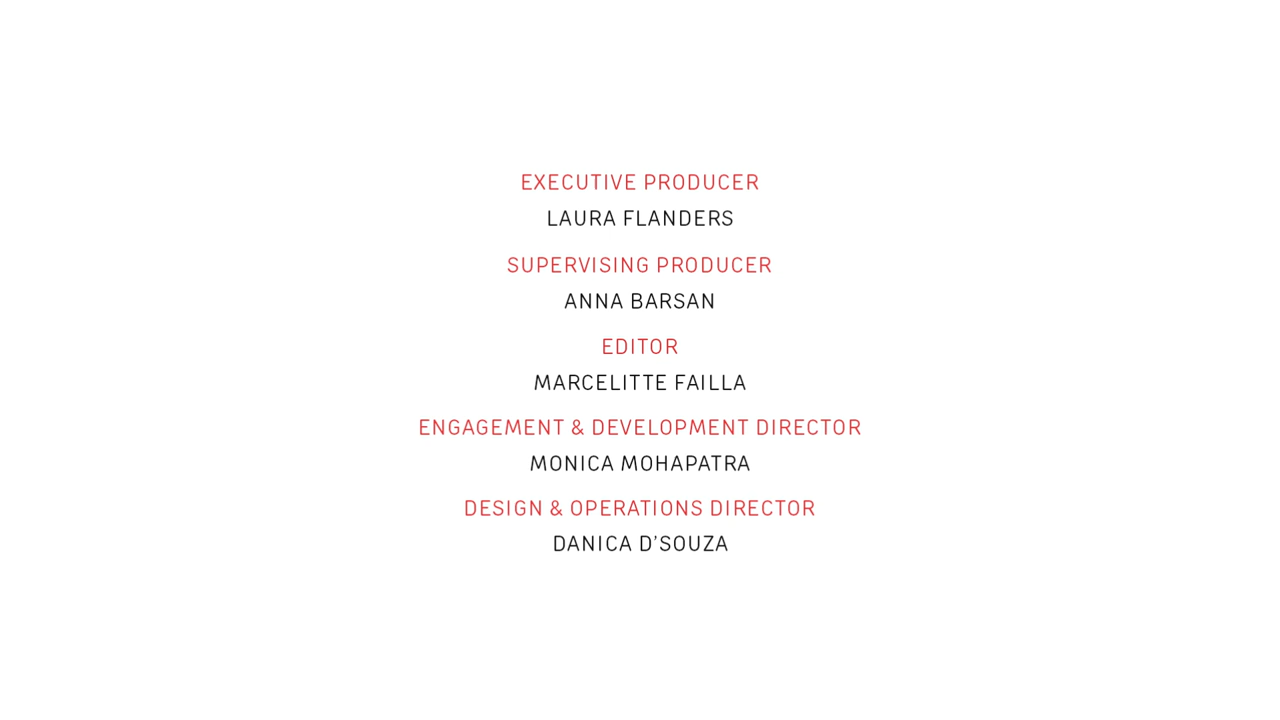 EXECUTIVE PRODUCER
LAURA FLANDERS
SUPERVISING PRODUCER
ANNA BARSAN
EDITOR
MARCELITTE FAILLA
ENGAGEMENT & DEVELOPMENT DIRECTOR
MONICA MOHAPATRA
DESIGN & OPERATIONS DIRECTOR
DANICA D’SOUZA